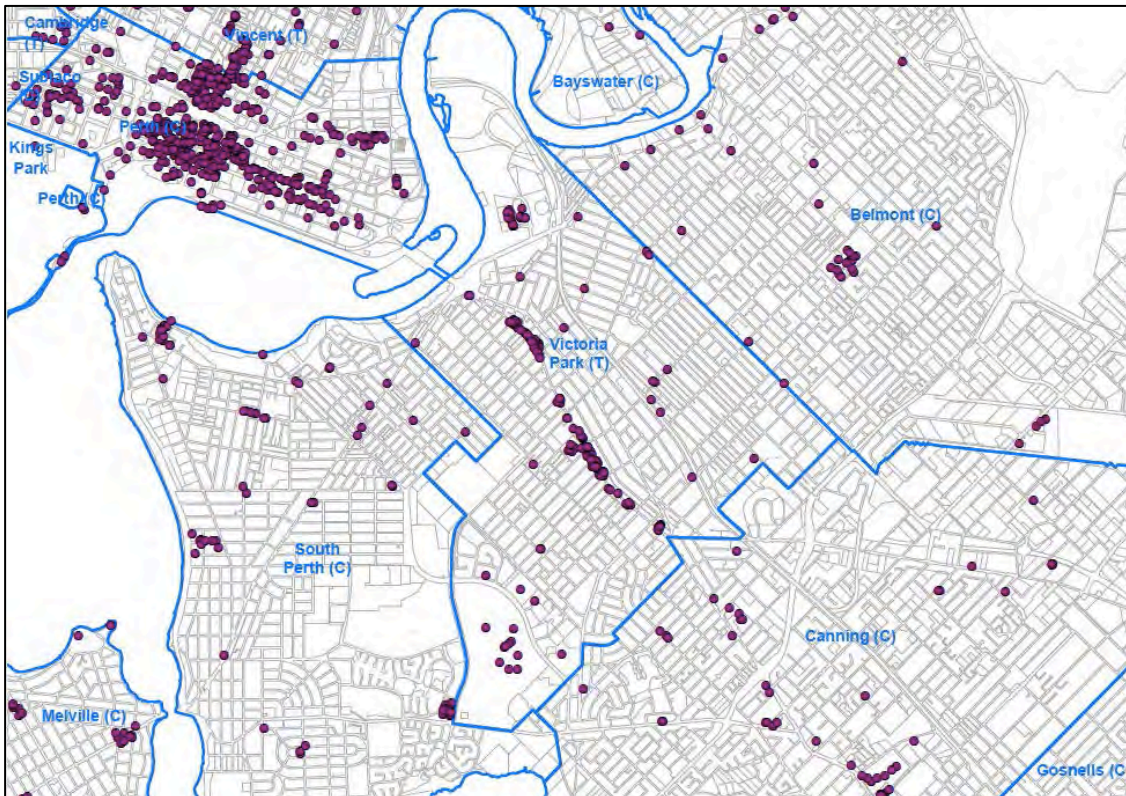 Cambridge
(T)
Vincent (T)
Subiaco
Bayswater (C)
Perth (C)
Kings
Park
Perth (C)
Belmont (C)
Victoria
Park (T)
South
Perth (C)
Canning (C)
Melville (C)
Gosnells (C